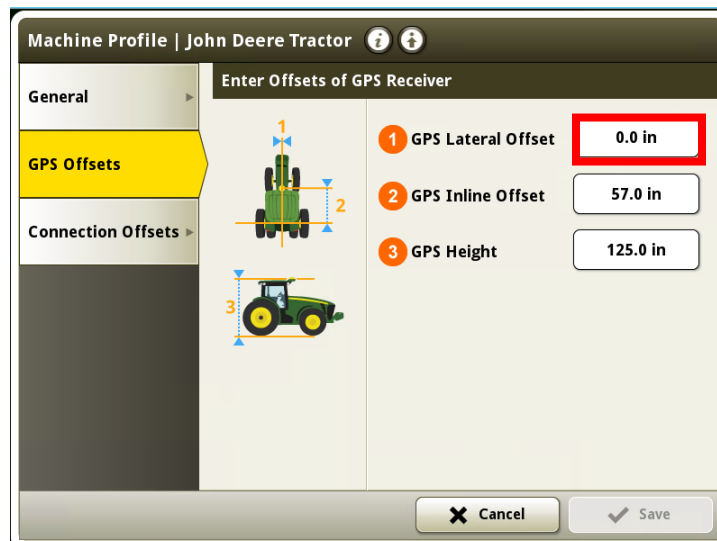 Machine Profile | John Deere Tractor
General
GPS Offsets
Connection Offsets
Enter Offsets of GPS Receiver
1
2
3
1 GPS Lateral Offset 0.0 in
2 GPS Inline Offset 57.0 in
3 GPS Height 125.0 in
Cancel
Save